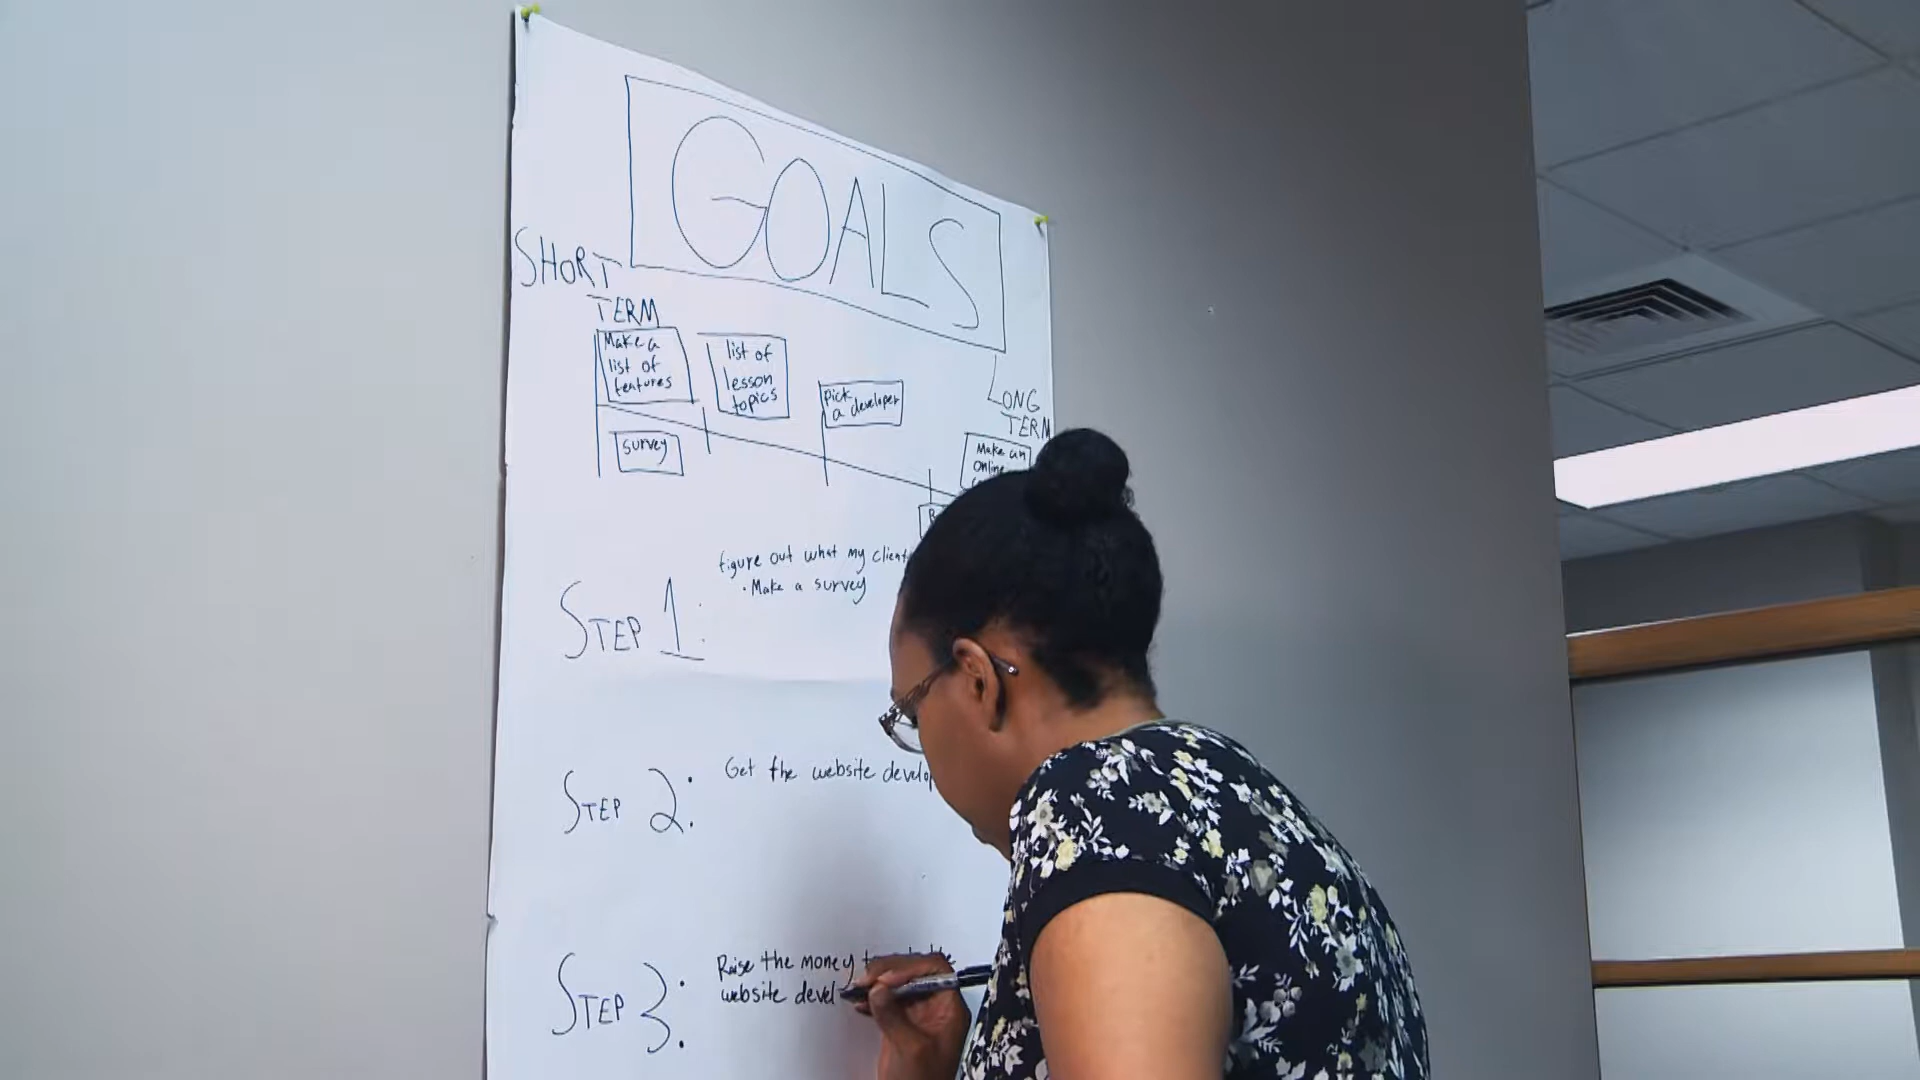 GOALS
SHORT
TERM
Make a
list of
features
list of
lesson
topics
pick
a developer
survey
LONG
TERM
Make an
online
figure out what my client
• Make a survey
STEP 1:
STEP 2:
Get the website develop
STEP 3:
Raise the money
website devel